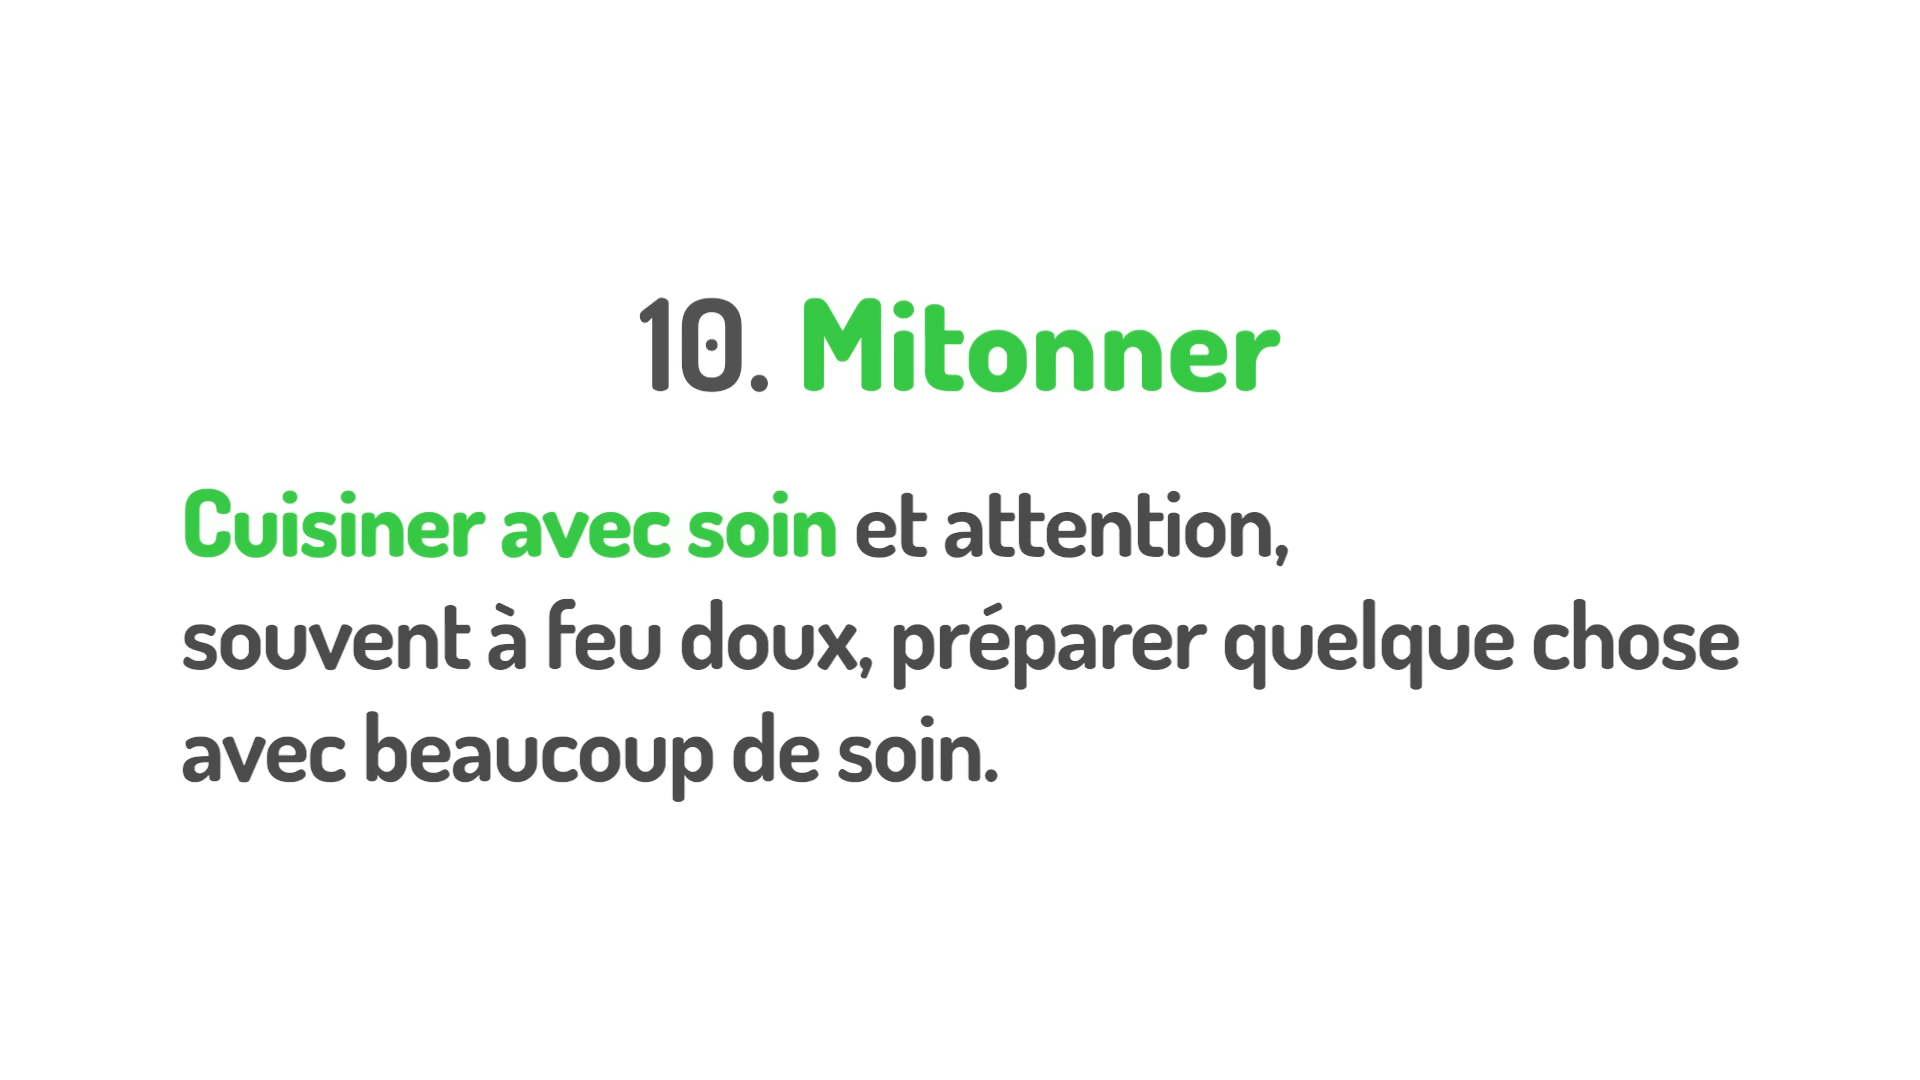 10. Mitonner
Cuisiner avec soin et attention,
souvent à feu doux, préparer quelque chose
avec beaucoup de soin.